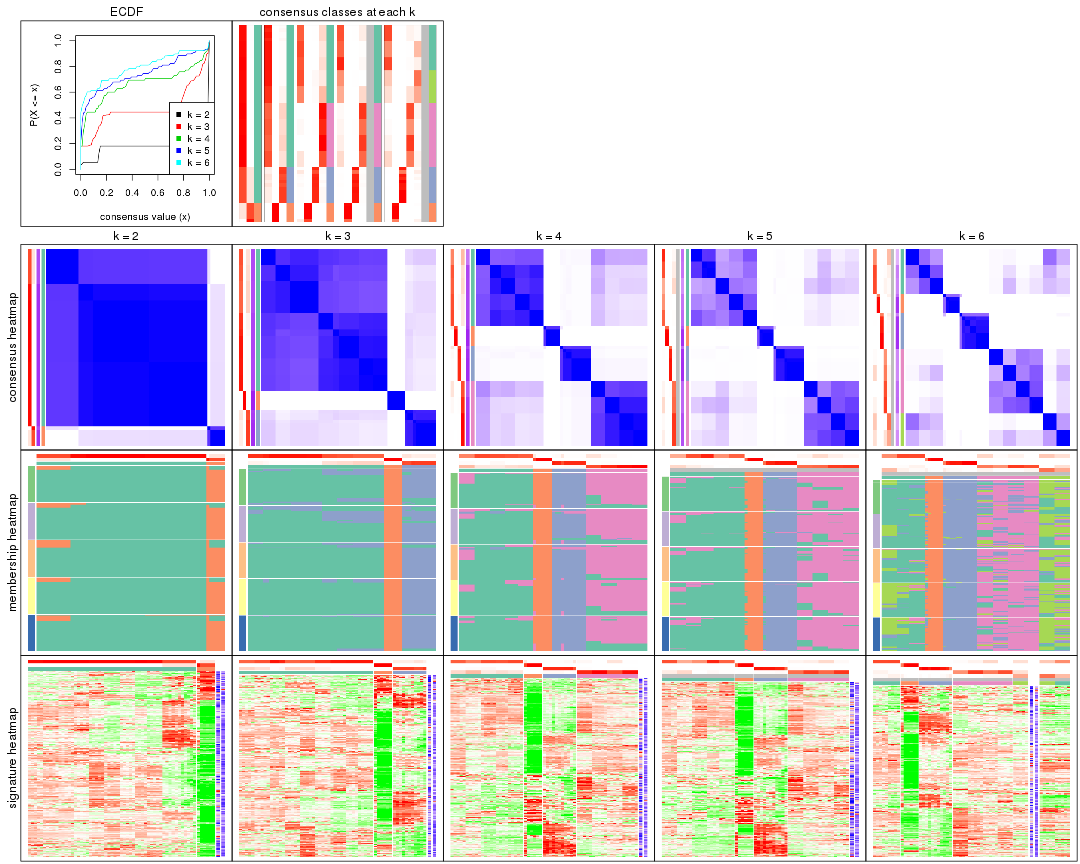 ECDF
consensus classes at each k
P(X <= x)
0.0 0.2 0.4 0.6 0.8 1.0
k = 2
k = 3
k = 4
k = 5
k = 6
0.0 0.2 0.4 0.6 0.8 1.0
consensus value (x)
k = 2
k = 3
k = 4
k = 5
k = 6
consensus heatmap
membership heatmap
signature heatmap